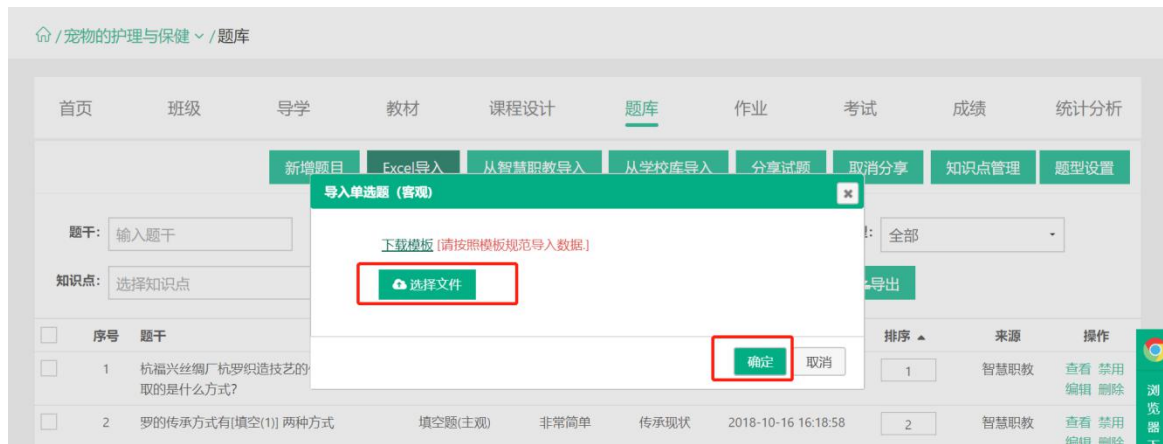 /宠物的护理与保健 /题库
首页 班级 导学 教材 课程设计 题库 作业 考试 成绩 统计分析
新增题目 Excel导入 从智慧职教导入 从学校库导入 分享试题 取消分享 知识点管理 题型设置
导入单选题（客观）
题干: 输入题干
全部
下载模板 [请按照模板规范导入数据.]
知识点: 选择知识点
选择文件
导出
序号 题干 排序 来源 操作
确定 取消
1 杭福兴丝绸厂杭罗织造技艺的 1 智慧职教 查看 禁用
取的是什么方式? 编辑 删除
2 罗的传承方式有[填空(1)] 两种方式 填空题(主观) 非常简单 传承现状 2018-10-16 16:18:58 2 智慧职教 查看 禁用
编辑 删除
浏
览
器